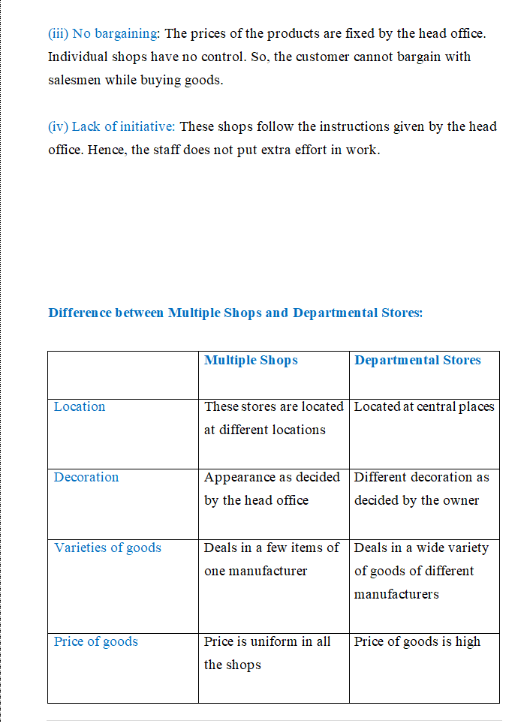 (iii) No bargaining: The prices of the products are fixed by the head office.
Individual shops have no control. So, the customer cannot bargain with
salesmen while buying goods.
(iv) Lack of initiative: These shops follow the instructions given by the head
office. Hence, the staff does not put extra effort in work.
Difference between Multiple Shops and Departmental Stores:
Multiple Shops
Departmental Stores
Location
These stores are located
at different locations
Located at central places
Decoration
Appearance as decided
by the head office
Different decoration as
decided by the owner
Varieties of goods
Deals in a few items of
one manufacturer
Deals in a wide variety
of goods of different
manufacturers
Price of goods
Price is uniform in all
the shops
Price of goods is high